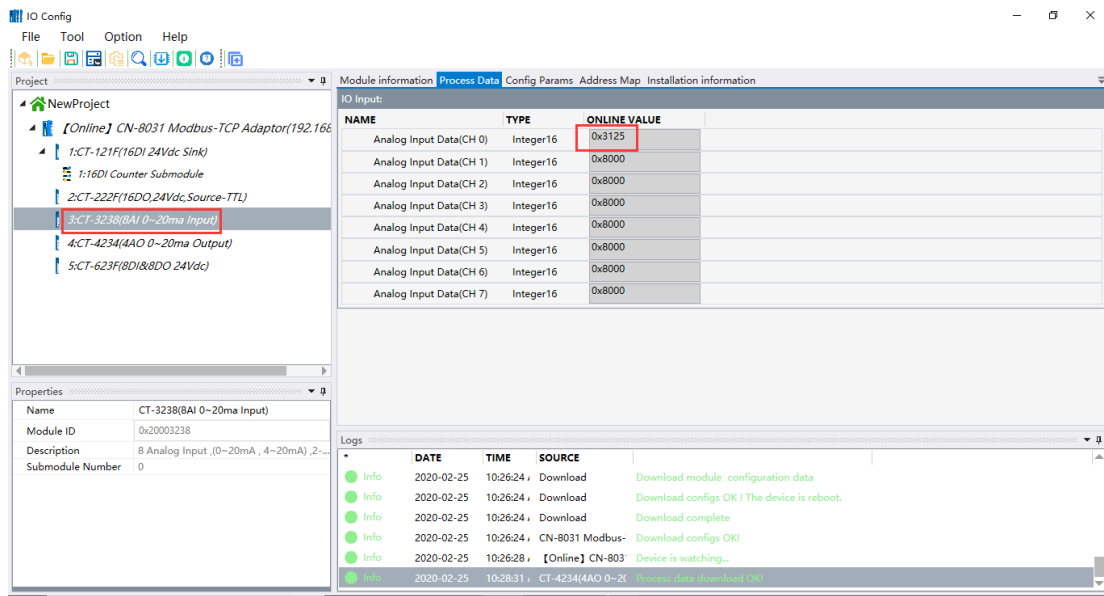 IO Config
File Tool Option Help
Project
NewProject
【Online】CN-8031 Modbus-TCP Adaptor(192.168
1:CT-121F(16DI 24Vdc Sink)
1:16DI Counter Submodule
2:CT-222F(16DO,24Vdc,Source-TTL)
3:CT-3238(8AI 0~20ma Input)
4:CT-4234(4AO 0~20ma Output)
5:CT-623F(8DI&8DO 24Vdc)
Properties
Name CT-3238(8AI 0~20ma Input)
Module ID 0x20003238
Description 8 Analog Input ,(0~20mA , 4~20mA) ,2-...
Submodule Number 0
Module information Process Data Config Params Address Map Installation information
IO Input:
NAME TYPE ONLINE VALUE
Analog Input Data(CH 0) Integer16 0x3125
Analog Input Data(CH 1) Integer16 0x8000
Analog Input Data(CH 2) Integer16 0x8000
Analog Input Data(CH 3) Integer16 0x8000
Analog Input Data(CH 4) Integer16 0x8000
Analog Input Data(CH 5) Integer16 0x8000
Analog Input Data(CH 6) Integer16 0x8000
Analog Input Data(CH 7) Integer16 0x8000
Logs
* DATE TIME SOURCE
Info 2020-02-25 10:26:24 Download Download module configuration data
Info 2020-02-25 10:26:24 Download Download configs OK ! The device is reboot.
Info 2020-02-25 10:26:24 Download Download complete
Info 2020-02-25 10:26:24 CN-8031 Modbus- Download configs OK!
Info 2020-02-25 10:26:28 【Online】CN-803 Device is watching...
Info 2020-02-25 10:28:31 CT-4234(4AO 0~2 Process data download OK!